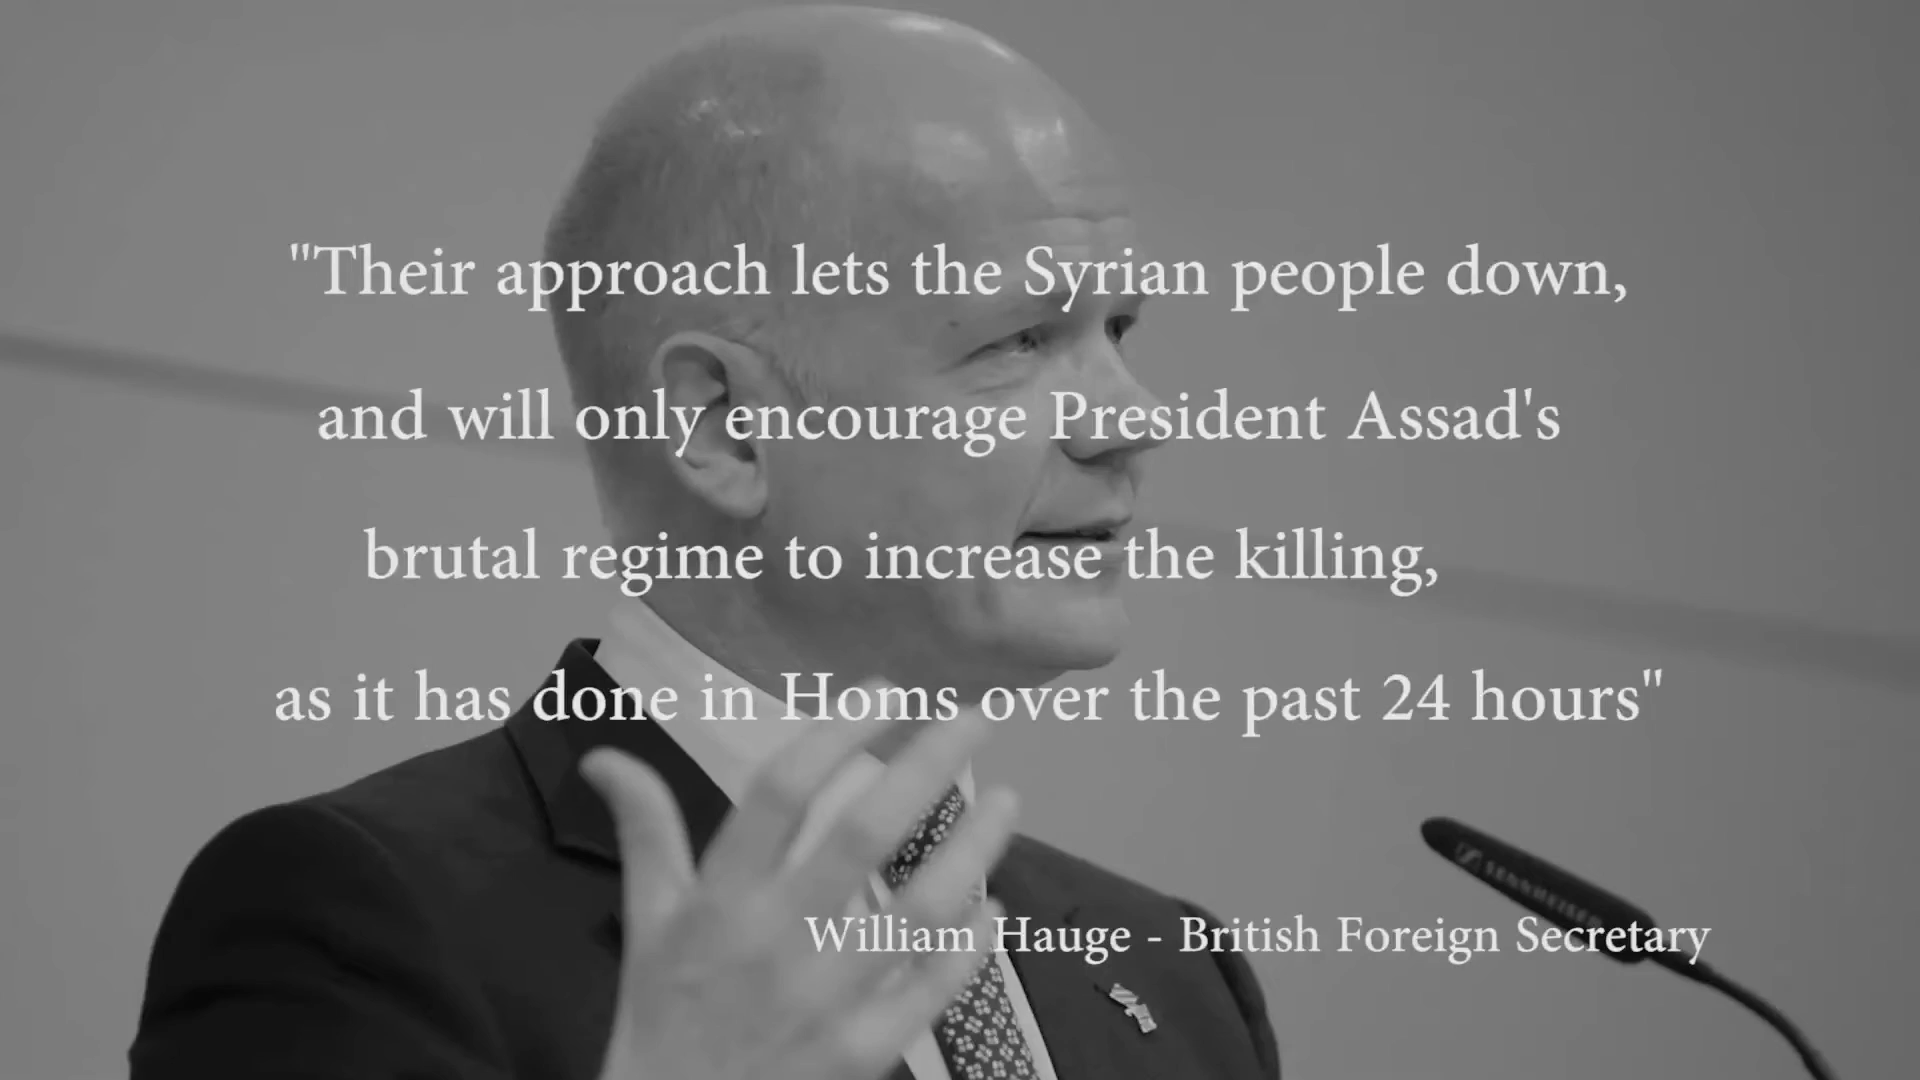 "Their approach lets the Syrian people down,
and will only encourage President Assad's
brutal regime to increase the killing,
as it has done in Homs over the past 24 hours"
SENNHEISER
William Hauge - British Foreign Secretary